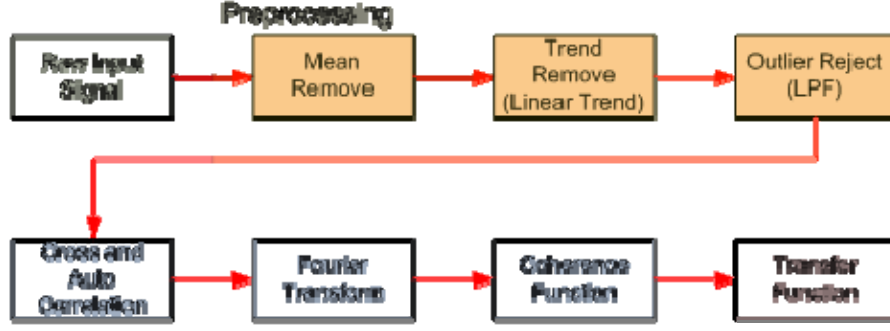 Preprocessing
Raw Input
Signal
Mean
Remove
Trend
Remove
(Linear Trend)
Outlier Reject
(LPF)
Cross and
Auto
Correlation
Fourier
Transform
Coherence
Function
Transfer
Function